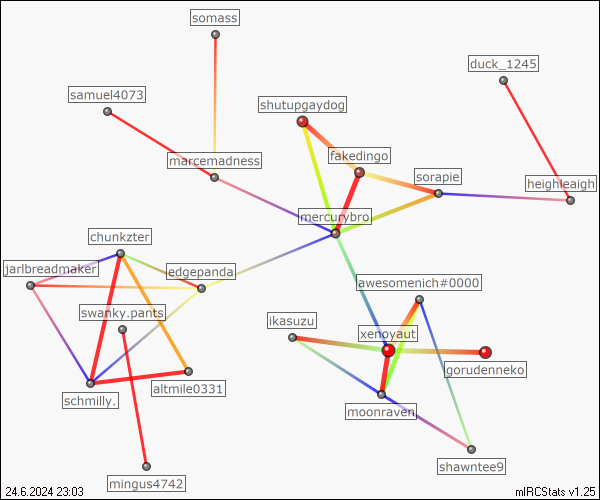 somass
duck_1245
samuel4073
shutupgaydog
fakedingo
marcemadness
sorapie
heighleaigh
mercurybro
chunkzter
jarlbreadmaker
edgepanda
awesomenich#0000
swanky.pants
ikasuzu
xenoyaut
gorudenneko
altmile0331
schmilly.
moonraven
shawntee9
mingus4742
24.6.2024 23:03
mIRCStats v1.25